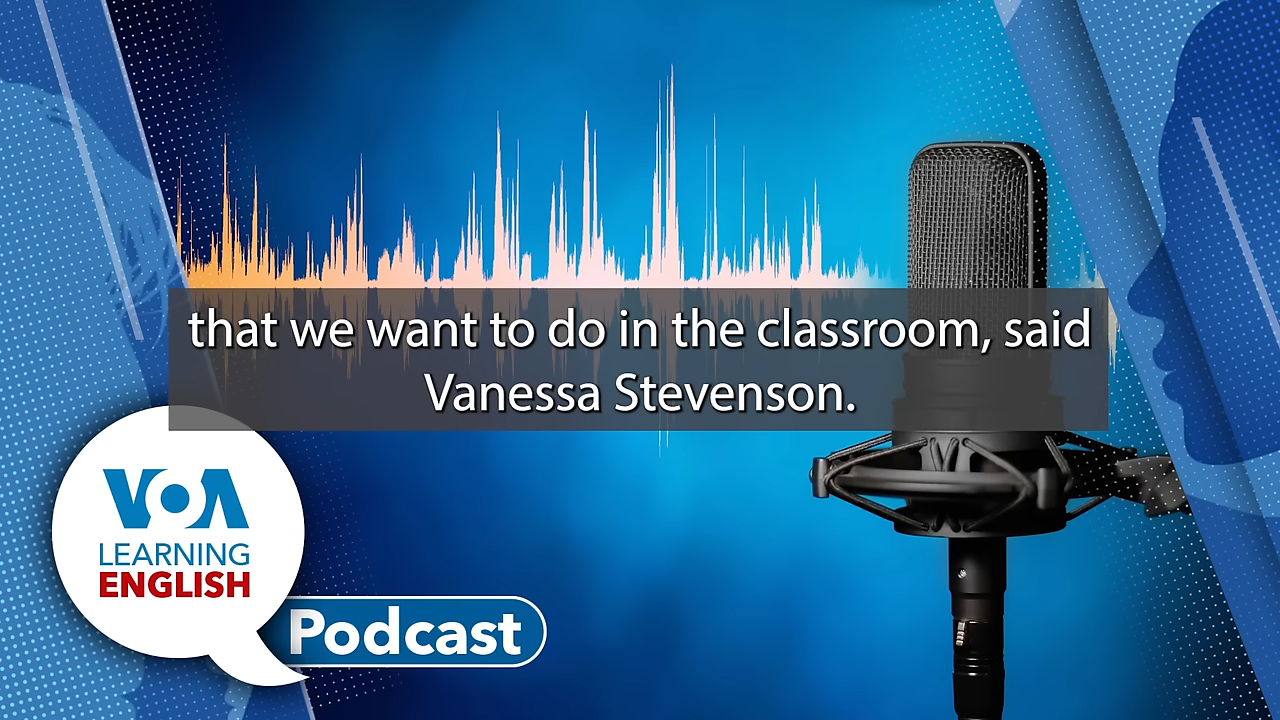 that we want to do in the classroom, said
Vanessa Stevenson.
VOA
LEARNING
ENGLISH
Podcast